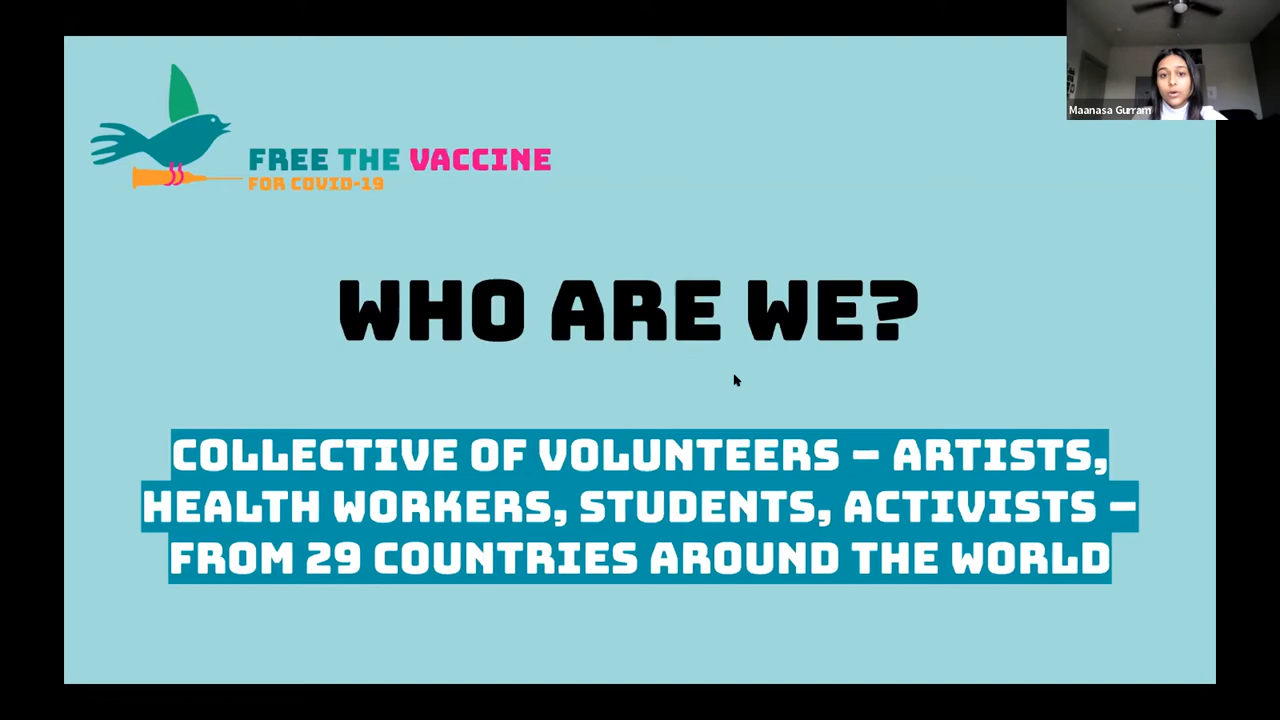 Maanasa Gurram
FREE THE VACCINE
FOR COVID-19
WHO ARE WE?
COLLECTIVE OF VOLUNTEERS – ARTISTS,
HEALTH WORKERS, STUDENTS, ACTIVISTS –
FROM 29 COUNTRIES AROUND THE WORLD